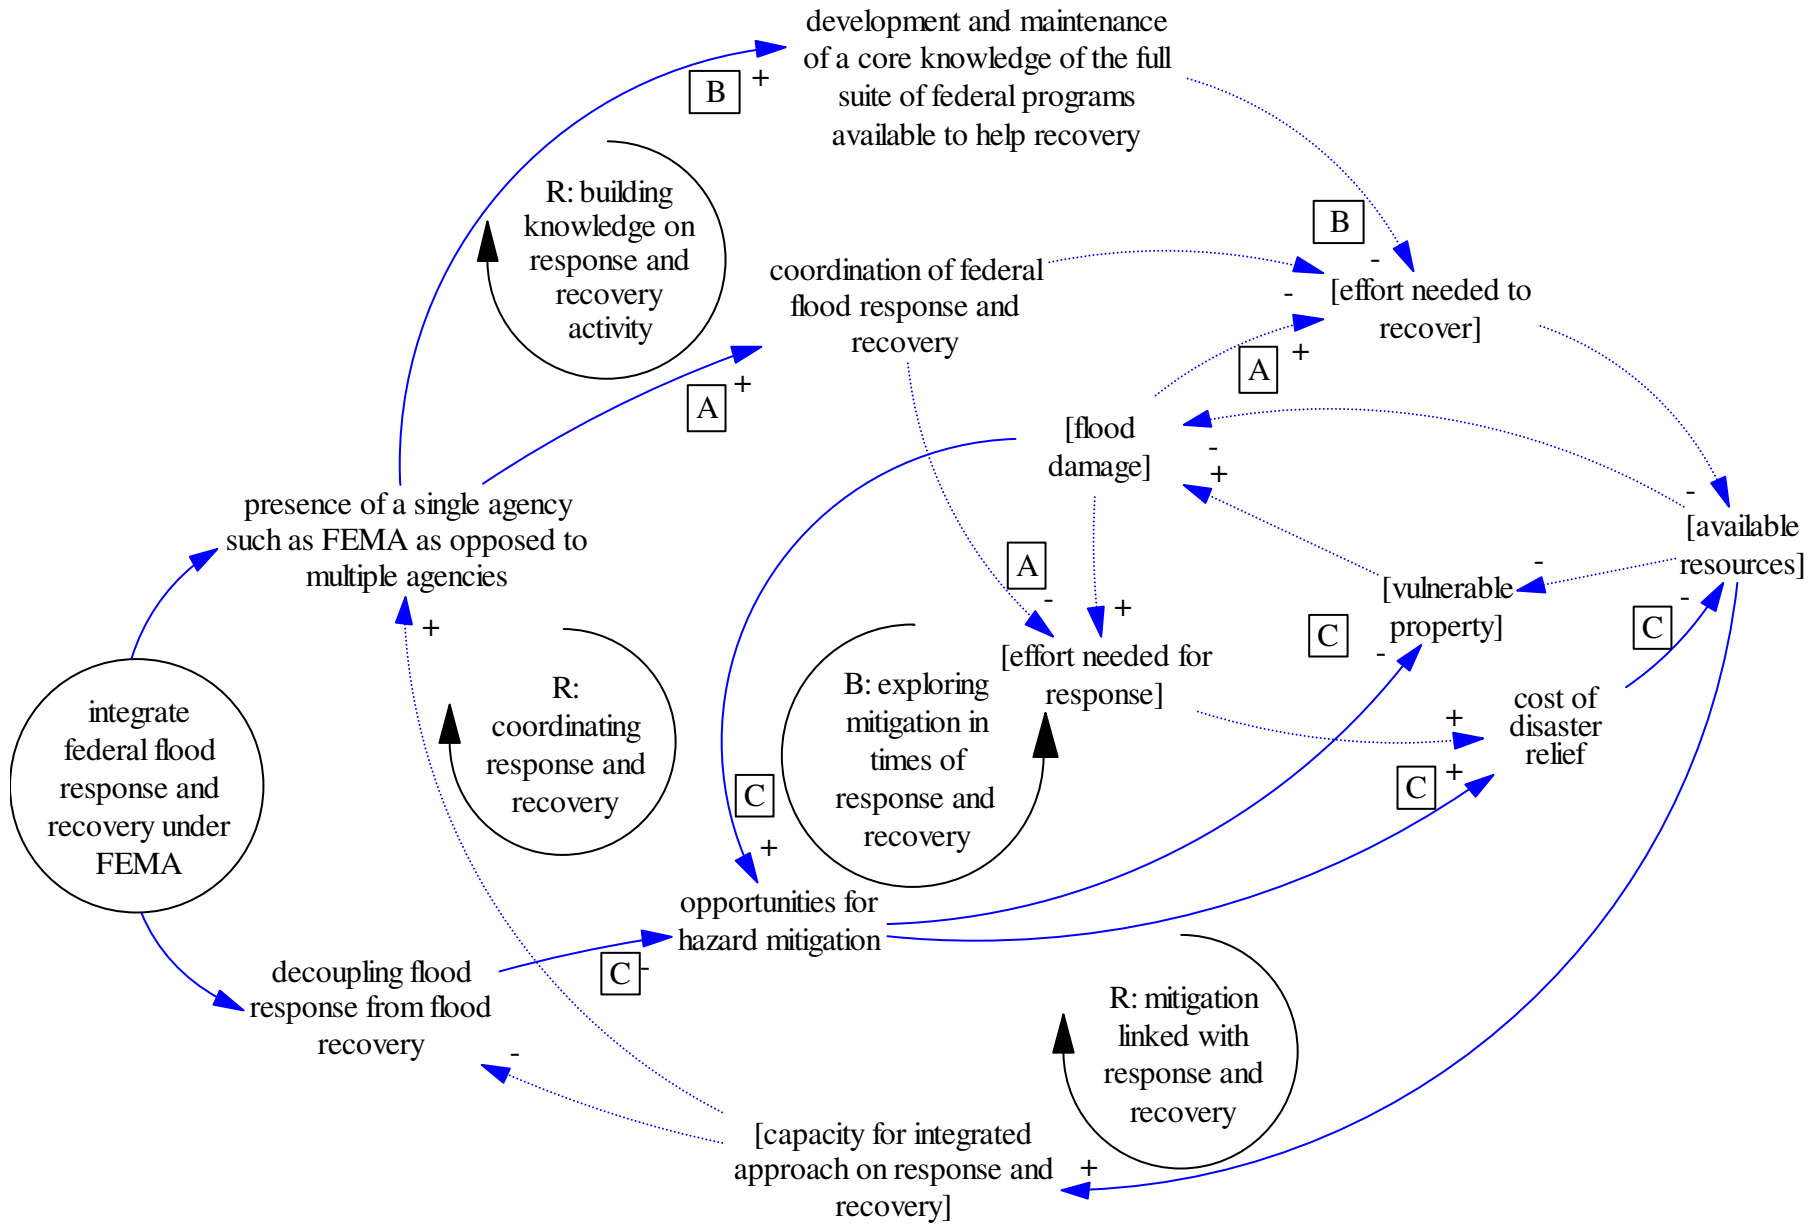 development and maintenance
of a core knowledge of the full
suite of federal programs
available to help recovery
B
+
R: building
knowledge on
response and
recovery
activity
B
-
coordination of federal
flood response and
recovery
-
[effort needed to
recover]
A
+
A
+
[flood
damage]
-
+
presence of a single agency
such as FEMA as opposed to
multiple agencies
+
-
[available
resources]
-
-
[vulnerable
property]
C
-
C
A
-
+
[effort needed for
response]
integrate
federal flood
response and
recovery under
FEMA
R:
coordinating
response and
recovery
B: exploring
mitigation in
times of
response and
recovery
cost of
disaster
relief
+
C
+
C
+
opportunities for
hazard mitigation
C
-
decoupling flood
response from flood
recovery
-
R: mitigation
linked with
response and
recovery
[capacity for integrated
approach on response and
recovery]
+